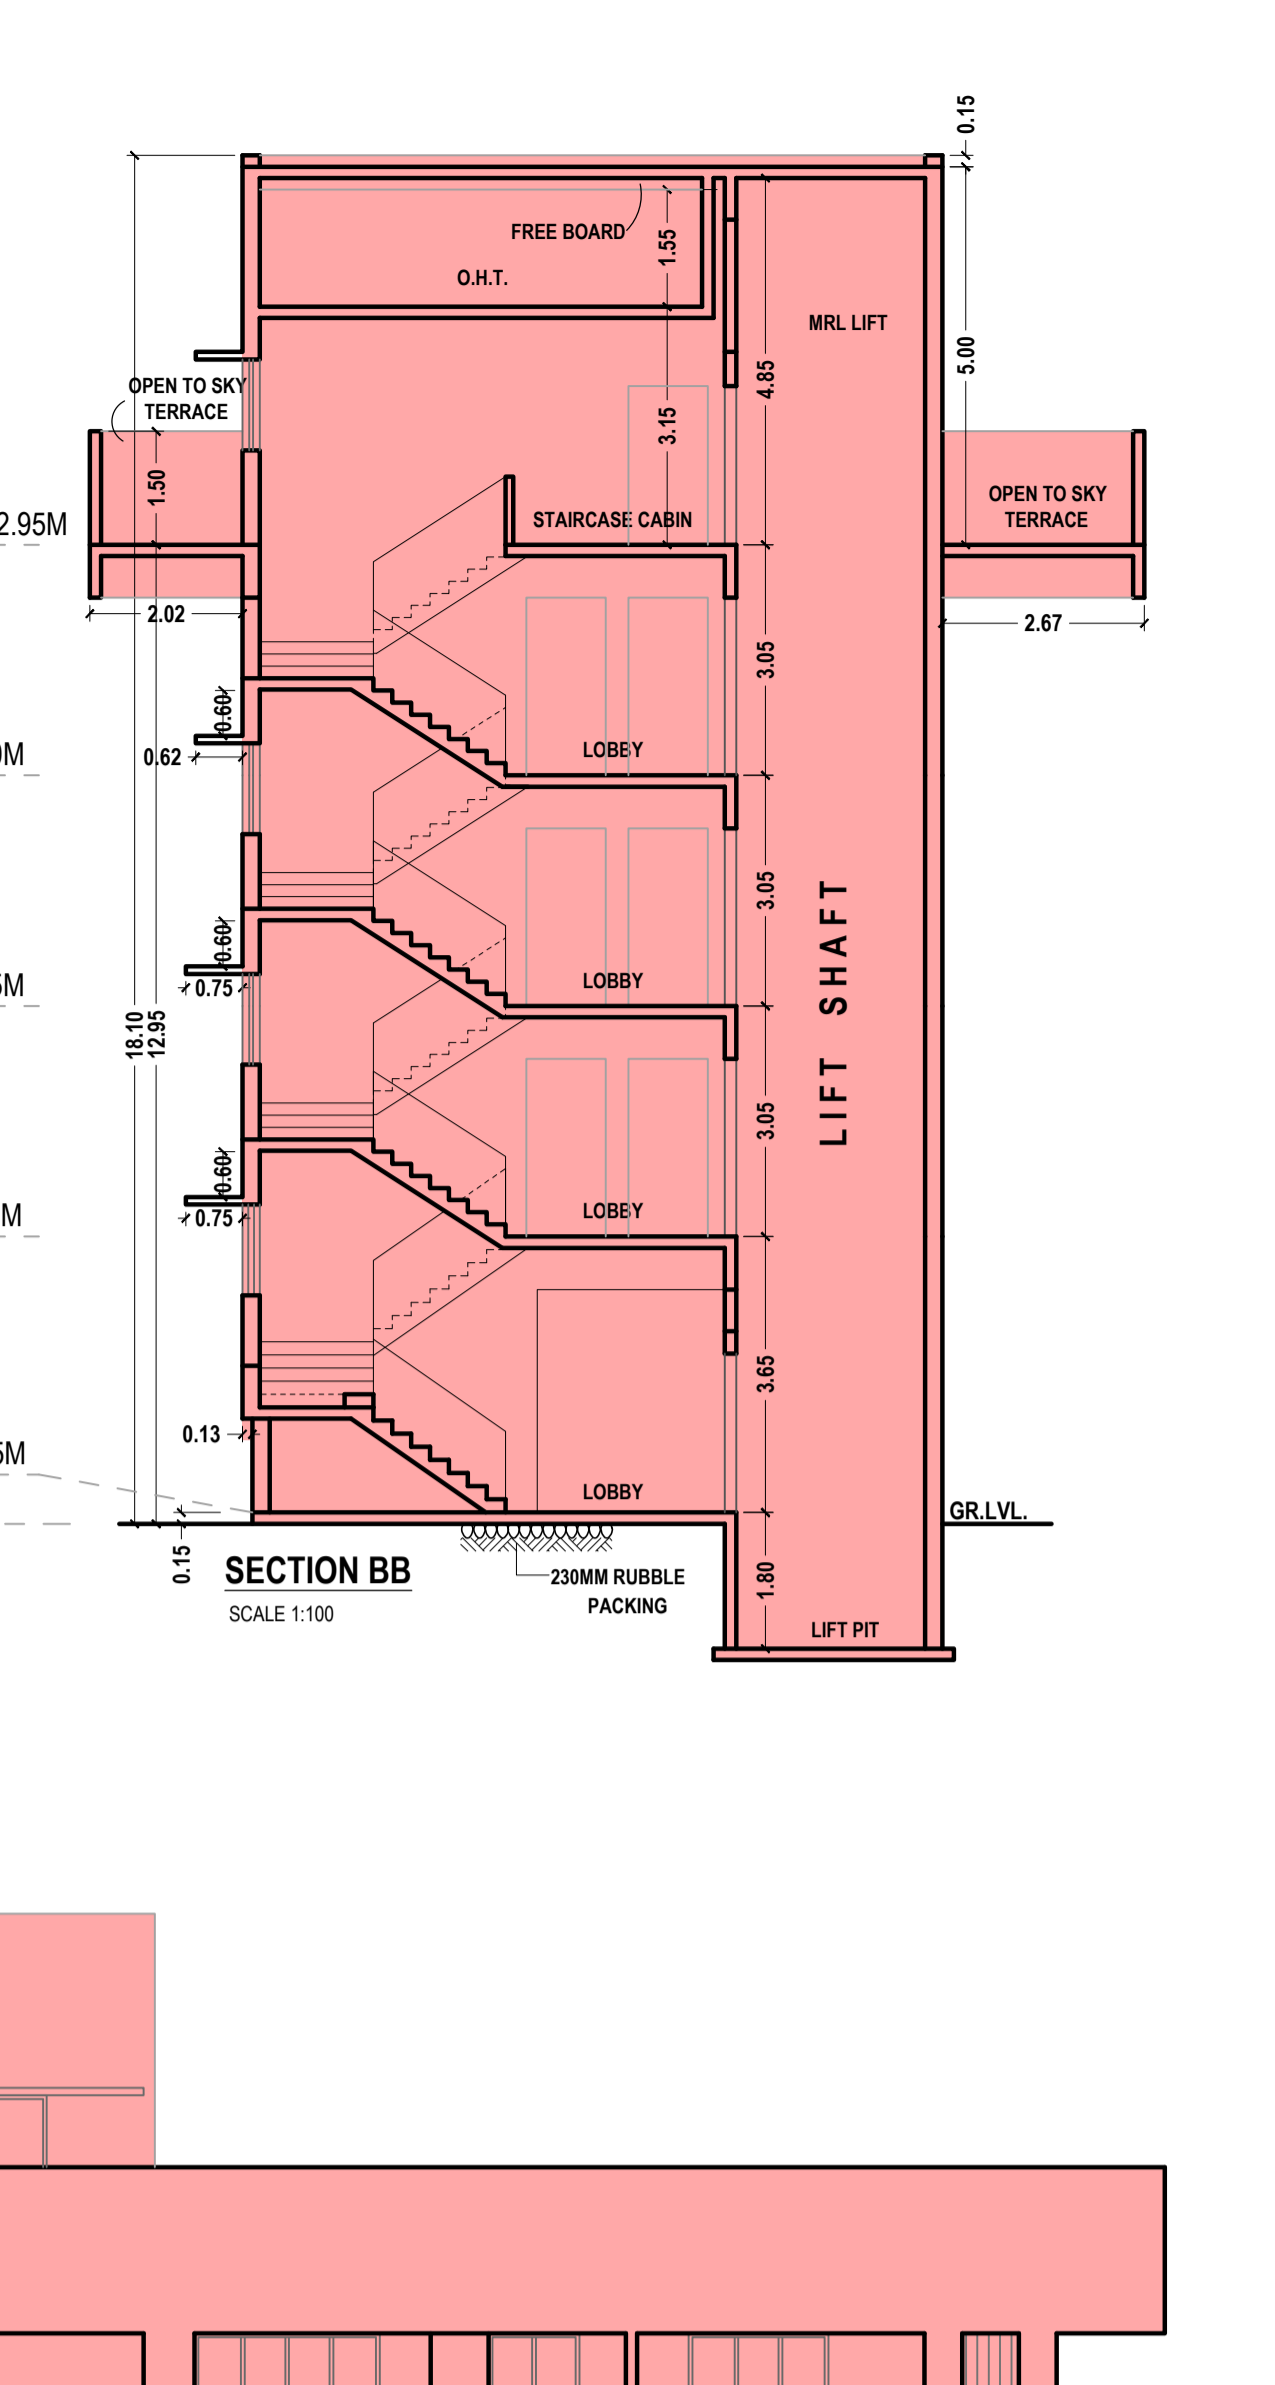 0.15
FREE BOARD
1.55
O.H.T.
MRL LIFT
5.00
4.85
OPEN TO SKY
TERRACE
3.15
1.50
OPEN TO SKY
TERRACE
STAIRCASE CABIN
2.95M
2.02
2.67
3.05
0.60
LOBBY
0M
0.62
3.05
0.60
LOBBY
5M
0.75
LIFT SHAFT
18.10
12.95
3.05
0.60
LOBBY
M
0.75
3.65
0.13
5M
LOBBY
GR.LVL.
0.15
SECTION BB
SCALE 1:100
230MM RUBBLE
PACKING
1.80
LIFT PIT